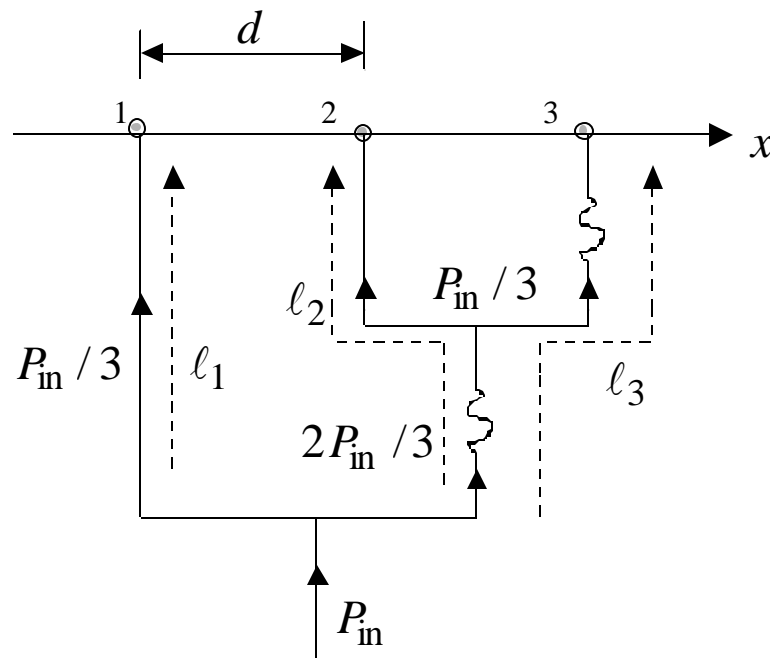 d
1 2 3
x
P_in / 3
ℓ_2
P_in / 3
ℓ_1
ℓ_3
2P_in / 3
P_in